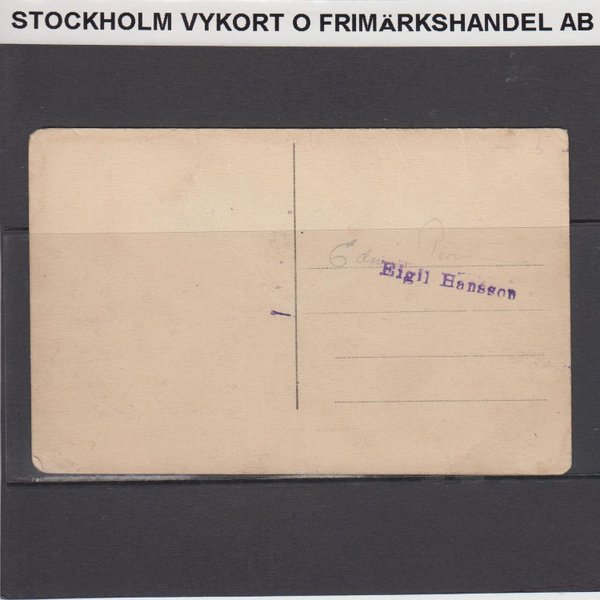 STOCKHOLM VYKORT O FRIMÄRKSHANDEL AB
Eigil Hansson